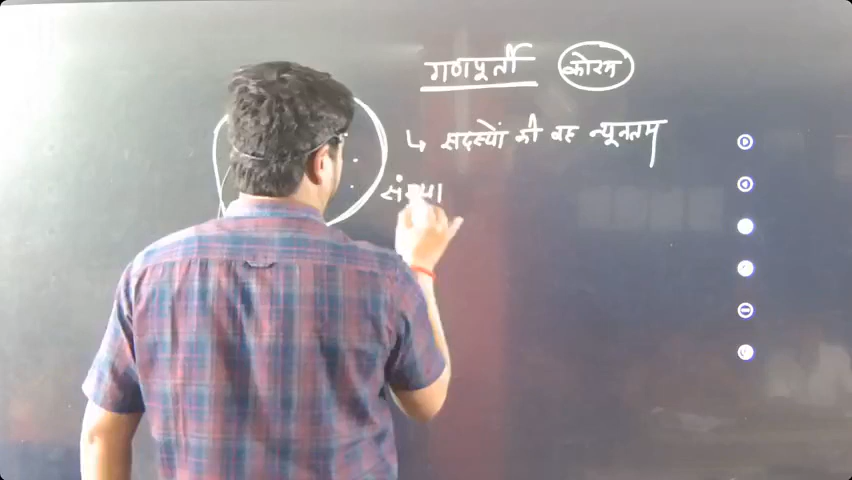 गणपूर्ती कोरम
↳ सदस्यों की वह न्यूनतम
संख्या